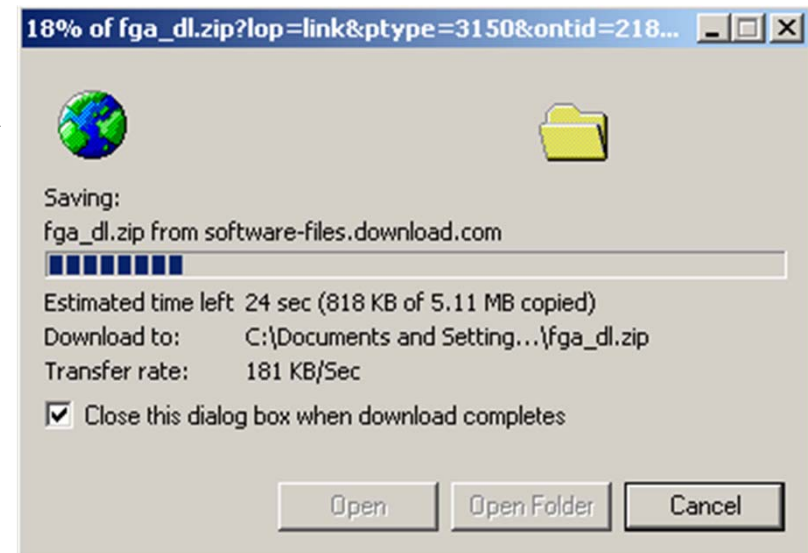 18% of fga_dl.zip?lop=link&ptype=3150&ontid=218...
Saving:
fga_dl.zip from software-files.download.com
Estimated time left 24 sec (818 KB of 5.11 MB copied)
Download to: C:\Documents and Setting...\fga_dl.zip
Transfer rate: 181 KB/Sec
Close this dialog box when download completes
Open Open Folder Cancel